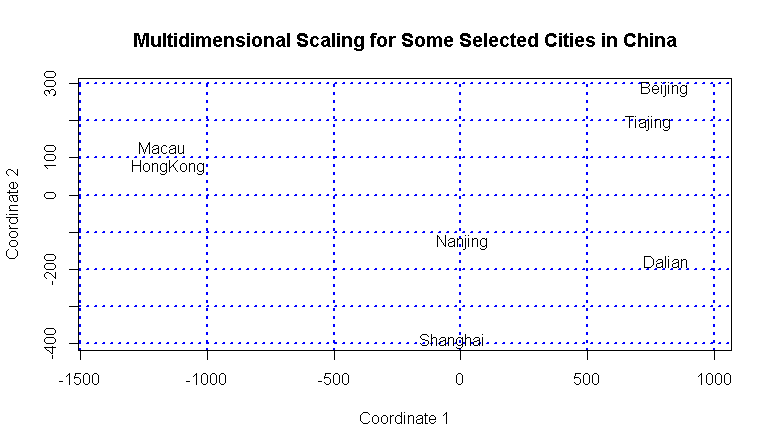 Multidimensional Scaling for Some Selected Cities in China
300
100
0
-200
-400
Coordinate 2
Beijing
Tiajing
Macau
HongKong
Nanjing
Dalian
Shanghai
-1500 -1000 -500 0 500 1000
Coordinate 1